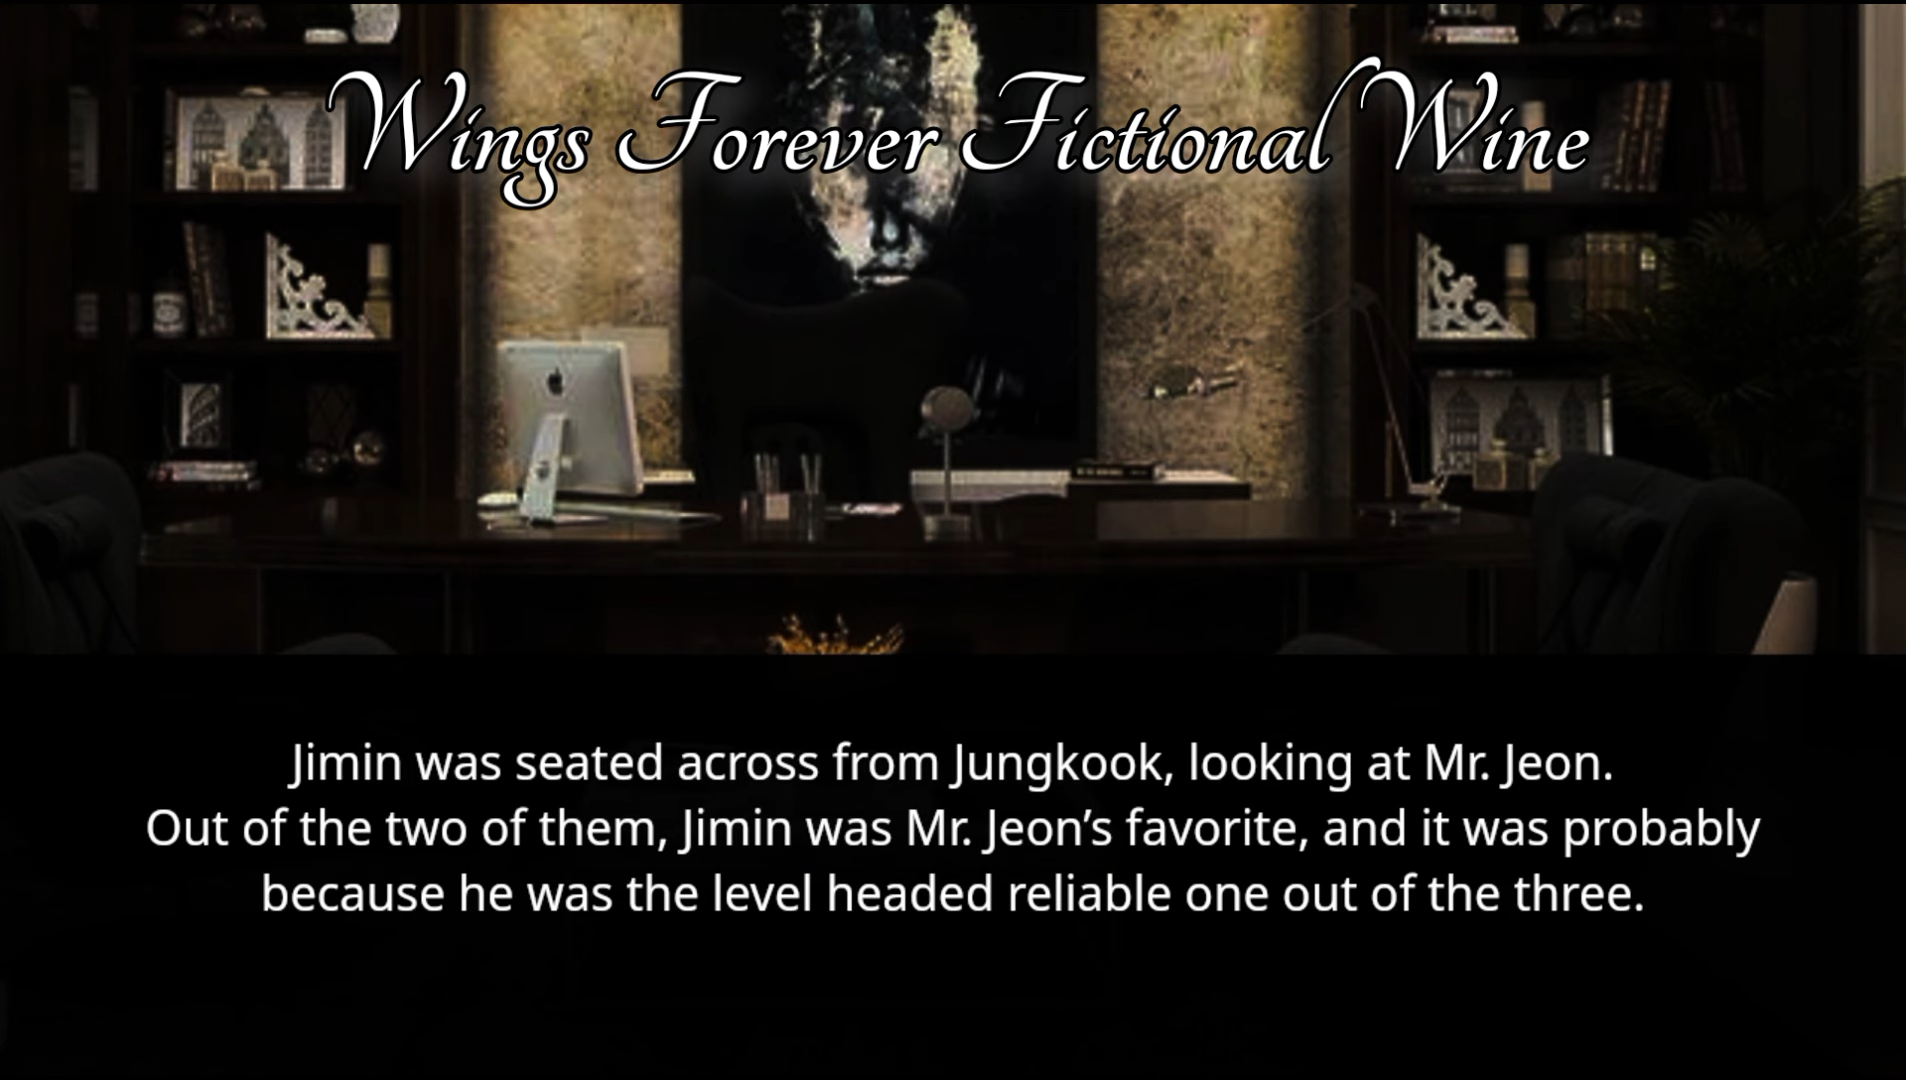 Wings Forever Fictional Wine
Jimin was seated across from Jungkook, looking at Mr. Jeon.
Out of the two of them, Jimin was Mr. Jeon’s favorite, and it was probably
because he was the level headed reliable one out of the three.